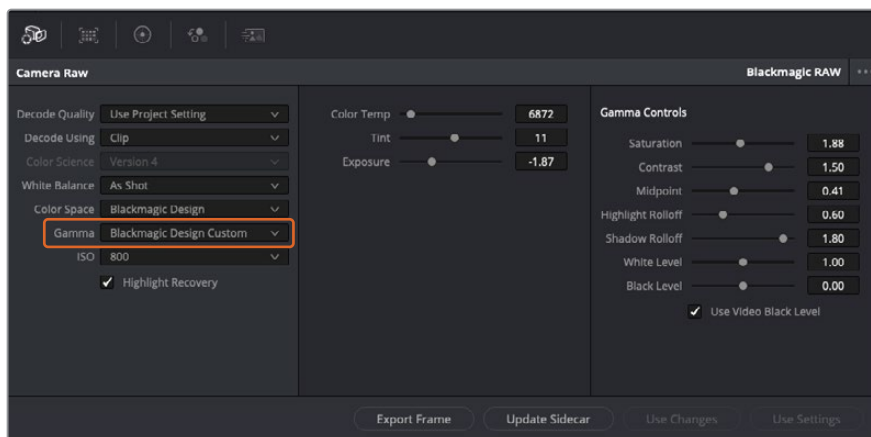 Camera Raw
Blackmagic RAW
Decode Quality Use Project Setting
Decode Using Clip
Color Science Version 4
White Balance As Shot
Color Space Blackmagic Design
Gamma Blackmagic Design Custom
ISO 800
Highlight Recovery
Color Temp 6872
Tint 11
Exposure -1.87
Gamma Controls
Saturation 1.88
Contrast 1.50
Midpoint 0.41
Highlight Rolloff 0.60
Shadow Rolloff 1.80
White Level 1.00
Black Level 0.00
Use Video Black Level
Export Frame Update Sidecar Use Changes Use Settings